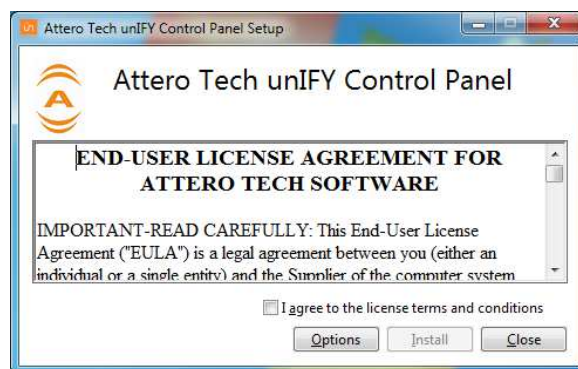 Attero Tech unIFY Control Panel Setup
Attero Tech unIFY Control Panel
END-USER LICENSE AGREEMENT FOR
ATTERO TECH SOFTWARE
IMPORTANT-READ CAREFULLY: This End-User License
Agreement ("EULA") is a legal agreement between you (either an
individual or a single entity) and the Supplier of the computer system
I agree to the license terms and conditions
Options Install Close